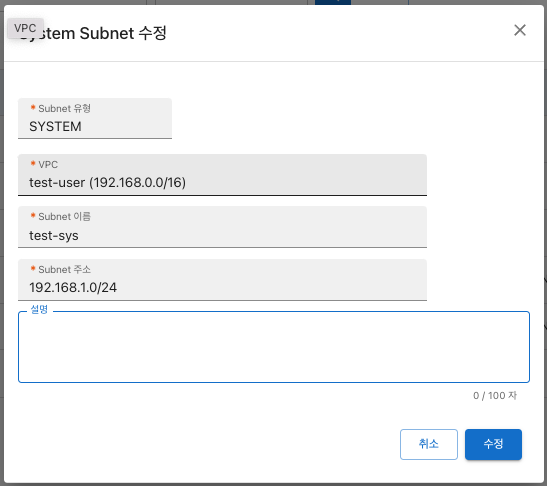 VPC
System Subnet 수정
* Subnet 유형
SYSTEM
* VPC
test-user (192.168.0.0/16)
* Subnet 이름
test-sys
* Subnet 주소
192.168.1.0/24
설명
0 / 100 자
취소
수정